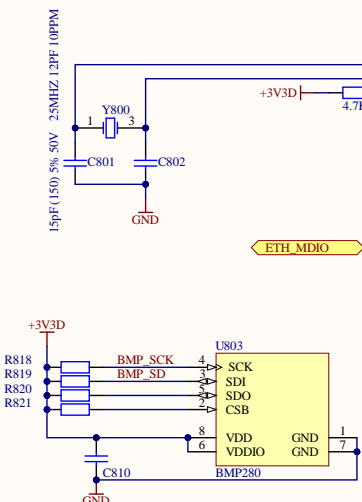 25MHZ 12PF 10PPM
15pF (150) 5% 50V
Y800
1 3
C801
C802
GND
+3V3D
ETH_MDIO
+3V3D
U803
R818 BMP_SCK 4 SCK
R819 BMP_SD 3 SDI
R820 5 SDO
R821 2 CSB
8 VDD GND 1
6 VDDIO GND 7
C810
BMP280
GND